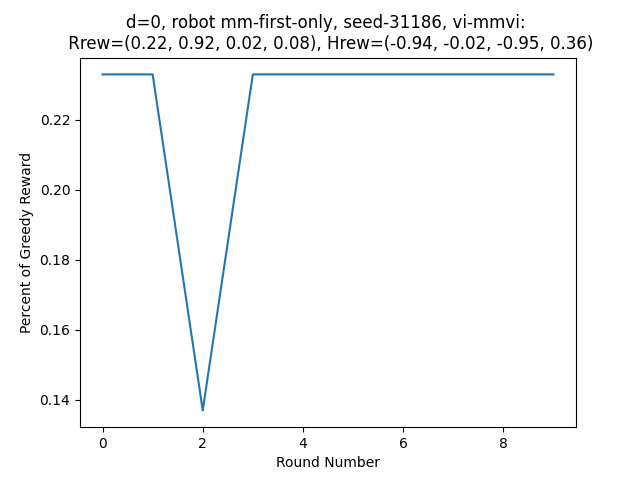 d=0, robot mm-first-only, seed-31186, vi-mmvi:
Rrew=(0.22, 0.92, 0.02, 0.08), Hrew=(-0.94, -0.02, -0.95, 0.36)
0.22
0.20
0.18
0.16
0.14
Percent of Greedy Reward
0 2 4 6 8
Round Number